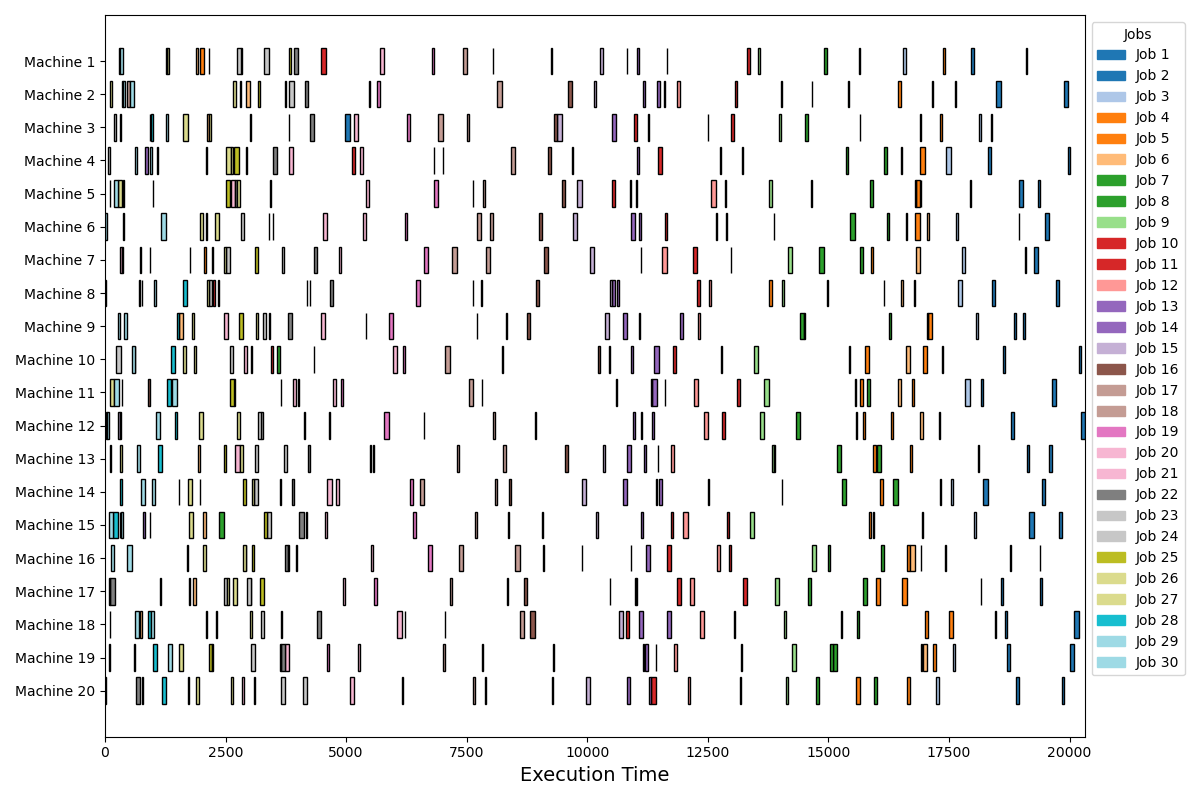 Machine 1
Machine 2
Machine 3
Machine 4
Machine 5
Machine 6
Machine 7
Machine 8
Machine 9
Machine 10
Machine 11
Machine 12
Machine 13
Machine 14
Machine 15
Machine 16
Machine 17
Machine 18
Machine 19
Machine 20
0 2500 5000 7500 10000 12500 15000 17500 20000
Execution Time
Jobs
Job 1
Job 2
Job 3
Job 4
Job 5
Job 6
Job 7
Job 8
Job 9
Job 10
Job 11
Job 12
Job 13
Job 14
Job 15
Job 16
Job 17
Job 18
Job 19
Job 20
Job 21
Job 22
Job 23
Job 24
Job 25
Job 26
Job 27
Job 28
Job 29
Job 30